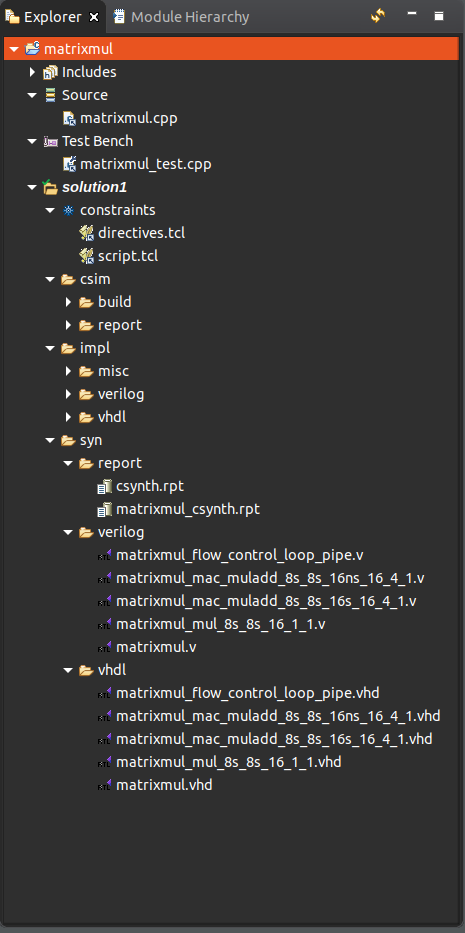 Explorer Module Hierarchy
matrixmul
Includes
Source
matrixmul.cpp
Test Bench
matrixmul_test.cpp
solution1
constraints
directives.tcl
script.tcl
csim
build
report
impl
misc
verilog
vhdl
syn
report
csynth.rpt
matrixmul_csynth.rpt
verilog
matrixmul_flow_control_loop_pipe.v
matrixmul_mac_muladd_8s_8s_16ns_16_4_1.v
matrixmul_mac_muladd_8s_8s_16s_16_4_1.v
matrixmul_mul_8s_8s_16_1_1.v
matrixmul.v
vhdl
matrixmul_flow_control_loop_pipe.vhd
matrixmul_mac_muladd_8s_8s_16ns_16_4_1.vhd
matrixmul_mac_muladd_8s_8s_16s_16_4_1.vhd
matrixmul_mul_8s_8s_16_1_1.vhd
matrixmul.vhd